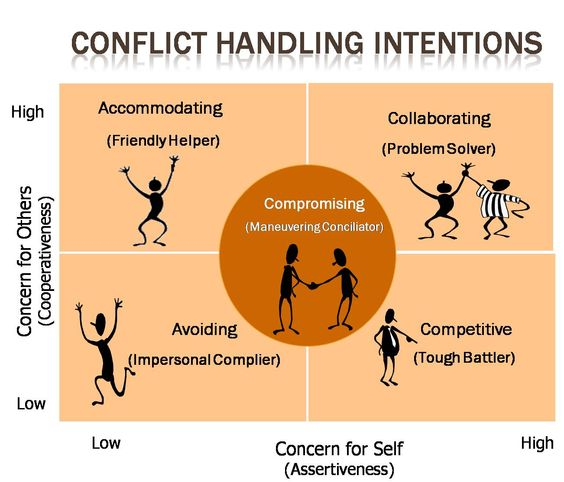 CONFLICT HANDLING INTENTIONS
High
Accommodating
(Friendly Helper)
Collaborating
(Problem Solver)
Compromising
(Maneuvering Conciliator)
Concern for Others
(Cooperativeness)
Avoiding
(Impersonal Complier)
Competitive
(Tough Battler)
Low
Low
Concern for Self
(Assertiveness)
High